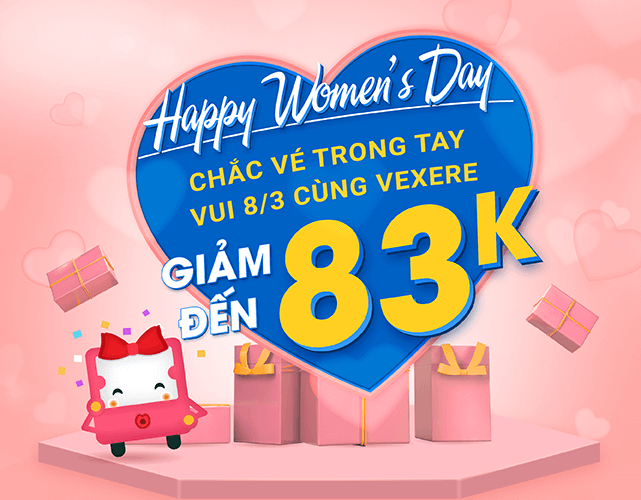 Happy Women's Day
CHẮC VÉ TRONG TAY
VUI 8/3 CÙNG VEXERE
GIẢM
ĐẾN 83K